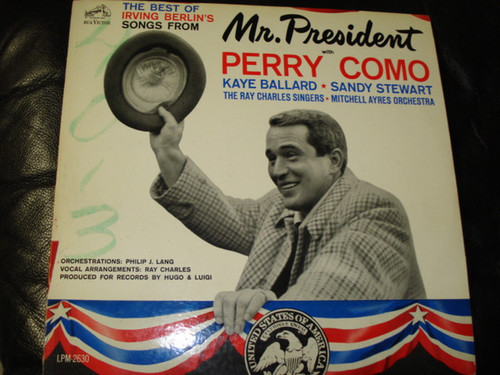 RCA VICTOR
THE BEST OF
IRVING BERLIN'S
SONGS FROM
Mr. President
with
PERRY COMO
KAYE BALLARD ★ SANDY STEWART
THE RAY CHARLES SINGERS • MITCHELL AYRES ORCHESTRA
ORCHESTRATIONS: PHILIP J. LANG
VOCAL ARRANGEMENTS: RAY CHARLES
PRODUCED FOR RECORDS BY HUGO & LUIGI
UNITED STATES OF AMERICA
LPM-2630